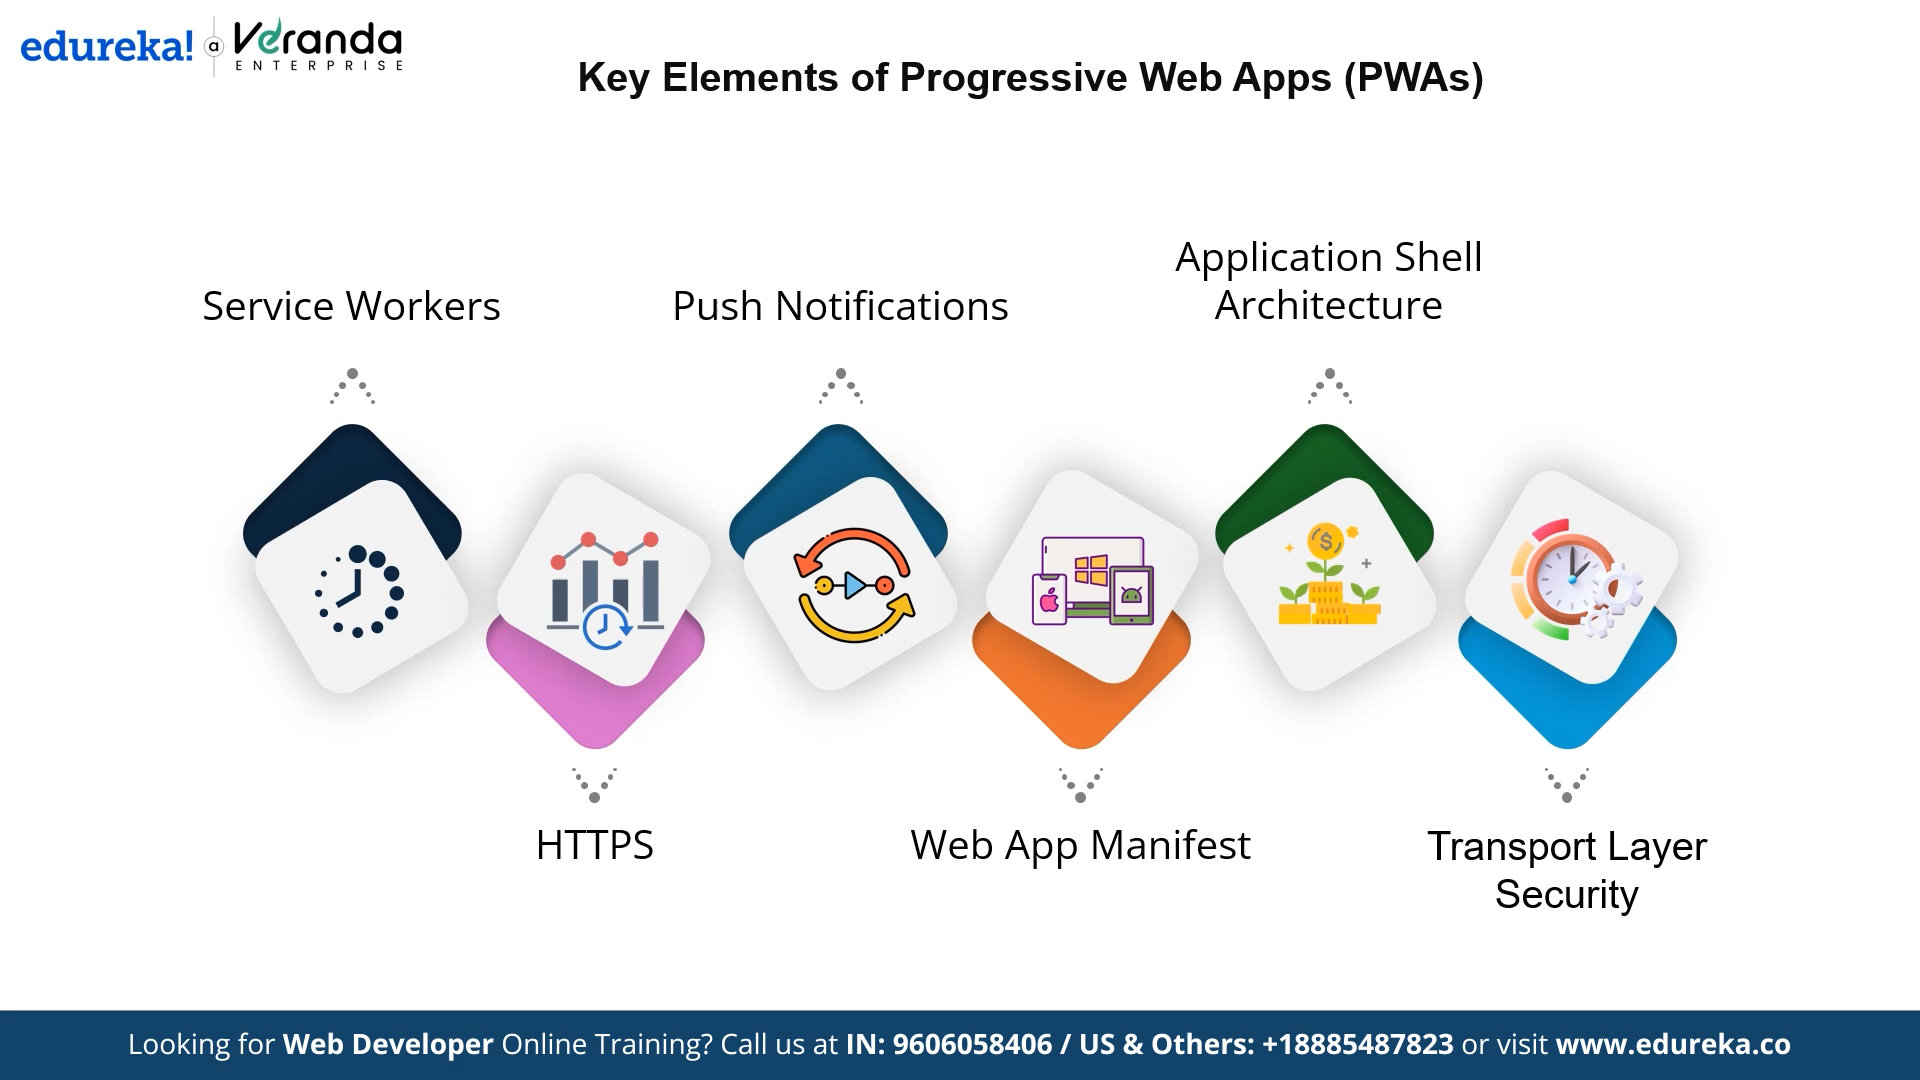 edureka!
a
Veranda
ENTERPRISE
Key Elements of Progressive Web Apps (PWAs)
Service Workers
Push Notifications
Application Shell
Architecture
HTTPS
Web App Manifest
Transport Layer
Security
Looking for Web Developer Online Training? Call us at IN: 9606058406 / US & Others: +18885487823 or visit www.edureka.co